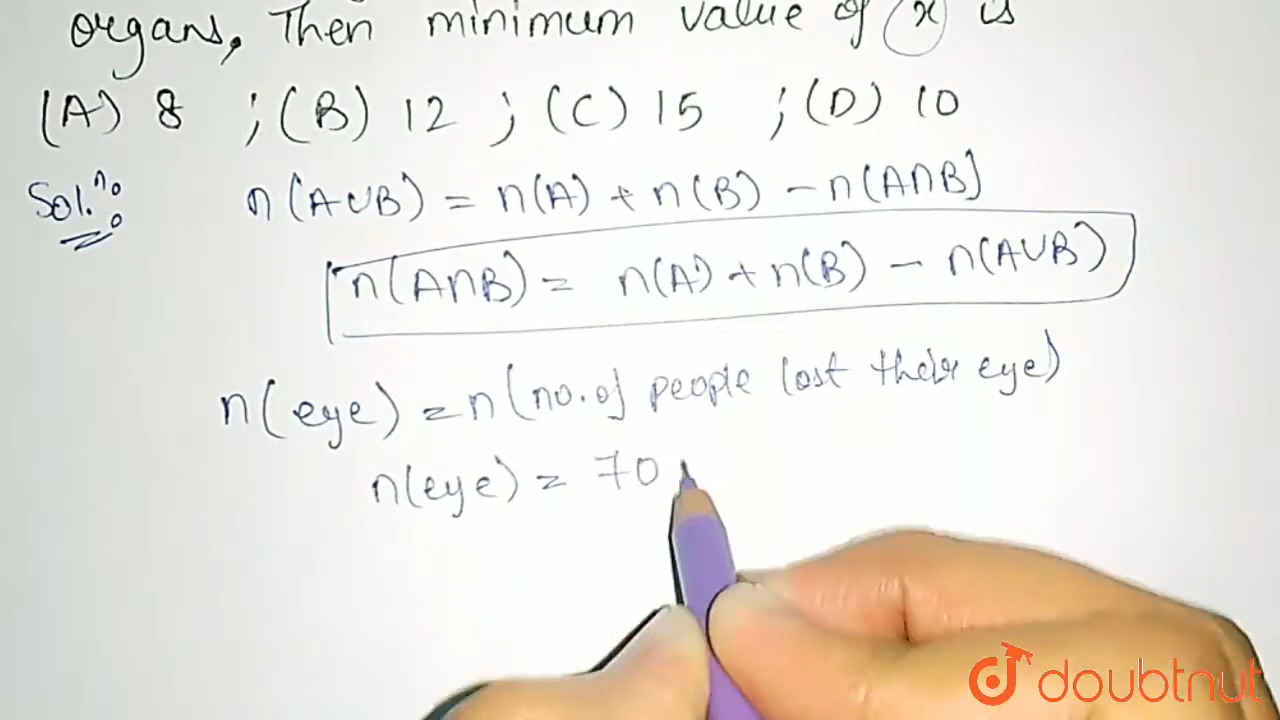 organs, Then minimum value of x is
(A) 8 ; (B) 12 ; (C) 15 ; (D) 10
Sol.n n(A∪B) = n(A) + n(B) - n(A∩B]
n(A∩B) = n(A) + n(B) - n(A∪B)
n(eye) = n(no. of people lost their eye)
n(eye) = 70
doubtnut